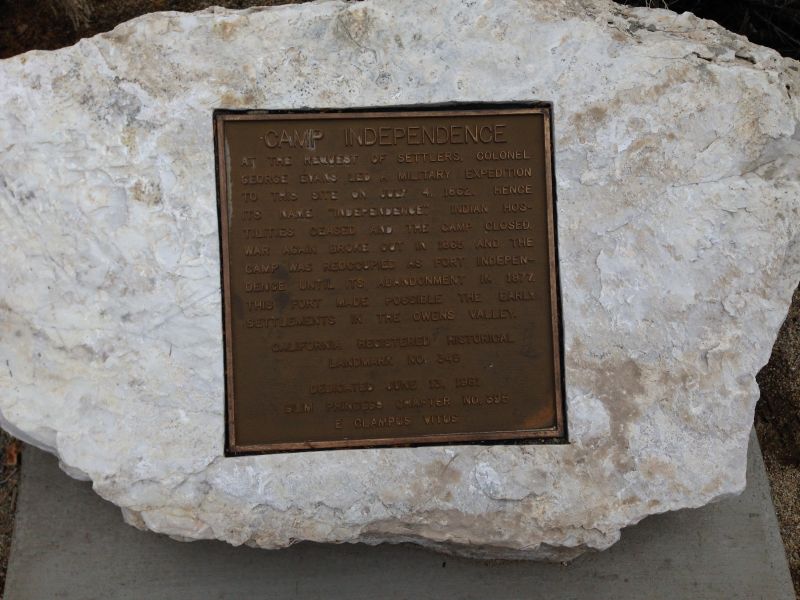 CAMP INDEPENDENCE
AT THE REQUEST OF SETTLERS, COLONEL
GEORGE EVANS LED A MILITARY EXPEDITION
TO THIS SITE ON JULY 4, 1862. HENCE
ITS NAME "INDEPENDENCE" INDIAN HOS-
TILITIES CEASED AND THE CAMP CLOSED.
WAR AGAIN BROKE OUT IN 1865 AND THE
CAMP WAS REOCCUPIED AS FORT INDEPEN-
DENCE UNTIL ITS ABANDONMENT IN 1877.
THIS FORT MADE POSSIBLE THE EARLY
SETTLEMENTS IN THE OWENS VALLEY.
CALIFORNIA REGISTERED HISTORICAL
LANDMARK NO. 349
DEDICATED JUNE 13, 1981
SLIM PRINCESS CHAPTER NO. 395
E CLAMPUS VITUS